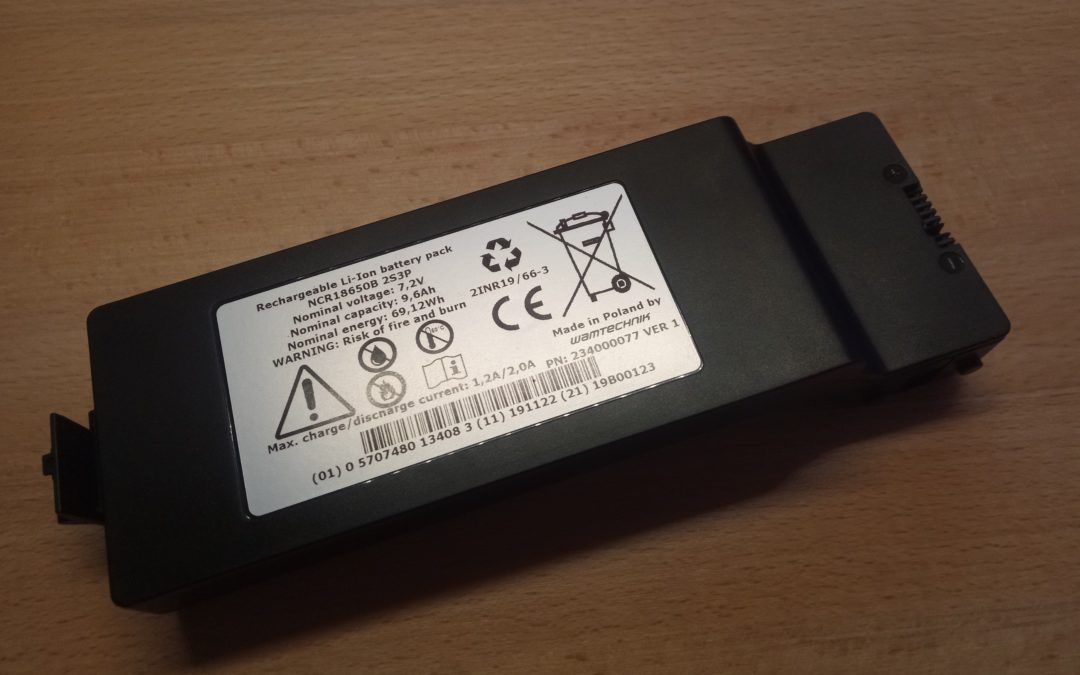 Rechargeable Li-Ion battery pack
NCR18650B 2S3P
Nominal voltage: 7,2V
Nominal capacity: 9,6Ah
Nominal energy: 69,12Wh
WARNING: Risk of fire and burn
2INR19/66-3
CE
Made in Poland by
WAMTECHNIK
Max. charge/discharge current: 1,2A/2,0A PN: 234000077 VER 1
(01) 0 5707480 13408 3 (11) 191122 (21) 19B00123